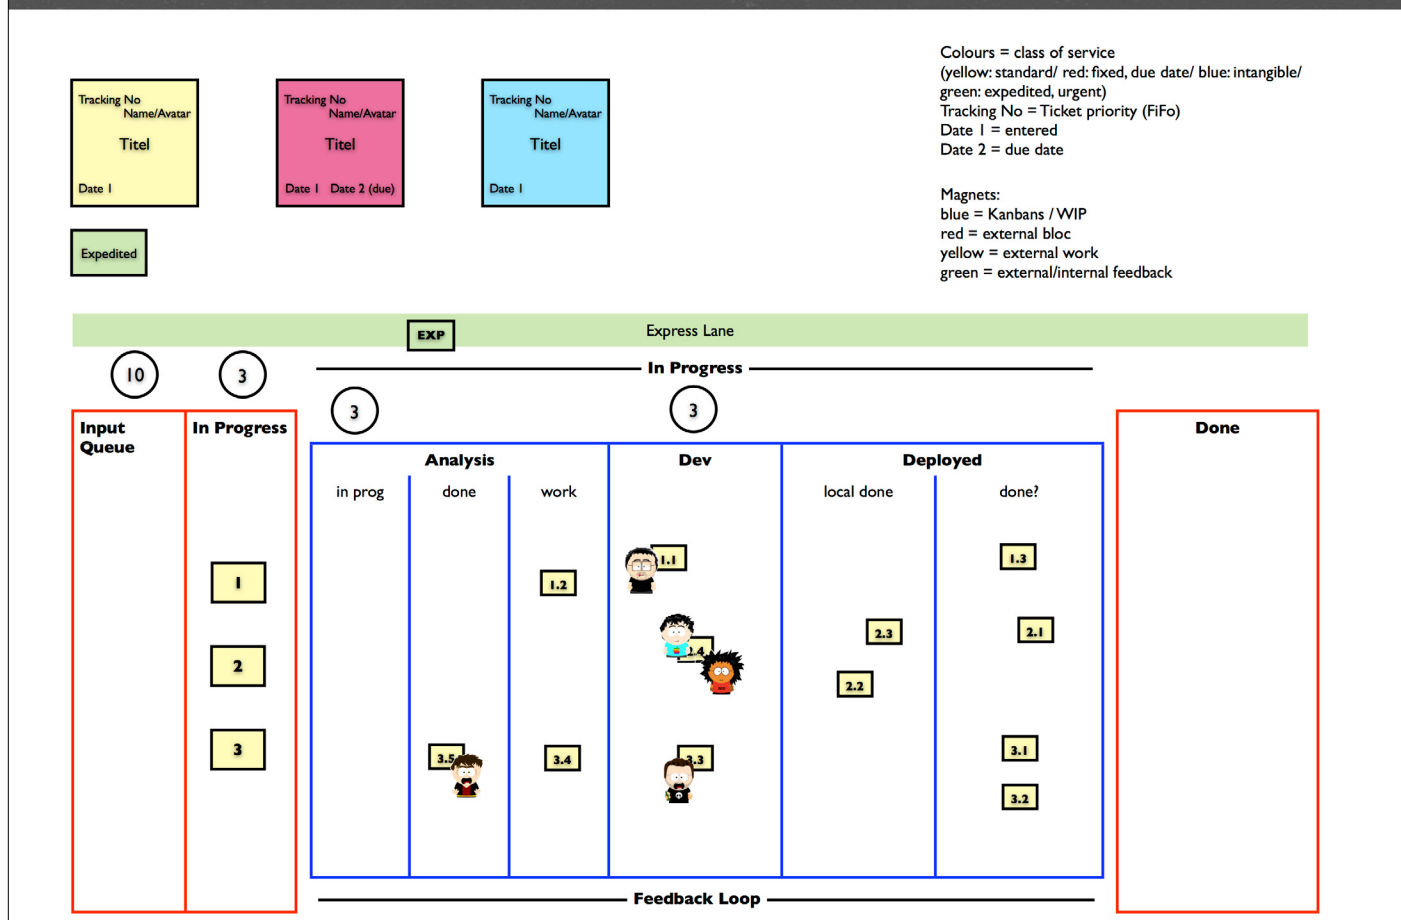 Colours = class of service
(yellow: standard/ red: fixed, due date/ blue: intangible/
green: expedited, urgent)
Tracking No = Ticket priority (FiFo)
Date 1 = entered
Date 2 = due date
Magnets:
blue = Kanbans / WIP
red = external bloc
yellow = external work
green = external/internal feedback
Tracking No
Name/Avatar
Titel
Date 1
Tracking No
Name/Avatar
Titel
Date 1 Date 2 (due)
Tracking No
Name/Avatar
Titel
Date 1
Expedited
EXP
Express Lane
In Progress
10
3
3
3
Input
Queue
In Progress
Analysis
Dev
Deployed
Done
in prog
done
work
local done
done?
1
2
3
1.2
1.1
1.3
2.3
2.1
2.4
2.2
3.5
3.4
3.3
3.1
3.2
Feedback Loop